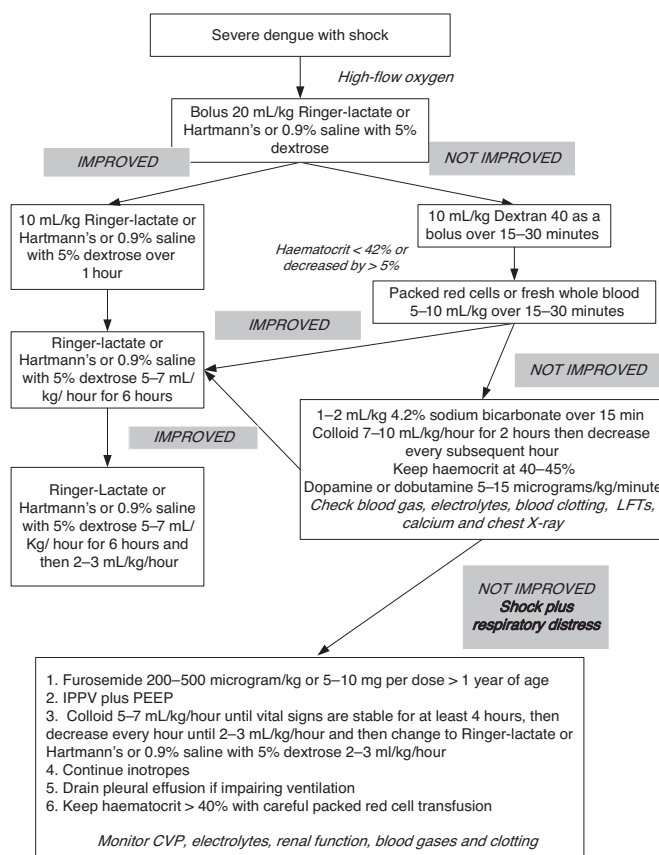 Severe dengue with shock
High-flow oxygen
Bolus 20 mL/kg Ringer-lactate or
Hartmann's or 0.9% saline with 5%
dextrose
IMPROVED
NOT IMPROVED
10 mL/kg Ringer-lactate or
Hartmann's or 0.9% saline
with 5% dextrose over
1 hour
10 mL/kg Dextran 40 as a
bolus over 15–30 minutes
Haematocrit < 42% or
decreased by > 5%
Packed red cells or fresh whole blood
5–10 mL/kg over 15–30 minutes
IMPROVED
Ringer-lactate or
Hartmann's or 0.9% saline
with 5% dextrose 5–7 mL/
kg/ hour for 6 hours
NOT IMPROVED
1–2 mL/kg 4.2% sodium bicarbonate over 15 min
Colloid 7–10 mL/kg/hour for 2 hours then decrease
every subsequent hour
Keep haemocrit at 40–45%
Dopamine or dobutamine 5–15 micrograms/kg/minute
Check blood gas, electrolytes, blood clotting, LFTs,
calcium and chest X-ray
IMPROVED
Ringer-Lactate or
Hartmann's or 0.9% saline
with 5% dextrose 5–7 mL/
Kg/ hour for 6 hours and
then 2–3 mL/kg/hour
NOT IMPROVED
Shock plus
respiratory distress
1. Furosemide 200–500 microgram/kg or 5–10 mg per dose > 1 year of age
2. IPPV plus PEEP
3. Colloid 5–7 mL/kg/hour until vital signs are stable for at least 4 hours, then
decrease every hour until 2–3 mL/kg/hour and then change to Ringer-lactate or
Hartmann's or 0.9% saline with 5% dextrose 2–3 ml/kg/hour
4. Continue inotropes
5. Drain pleural effusion if impairing ventilation
6. Keep haematocrit > 40% with careful packed red cell transfusion
Monitor CVP, electrolytes, renal function, blood gases and clotting